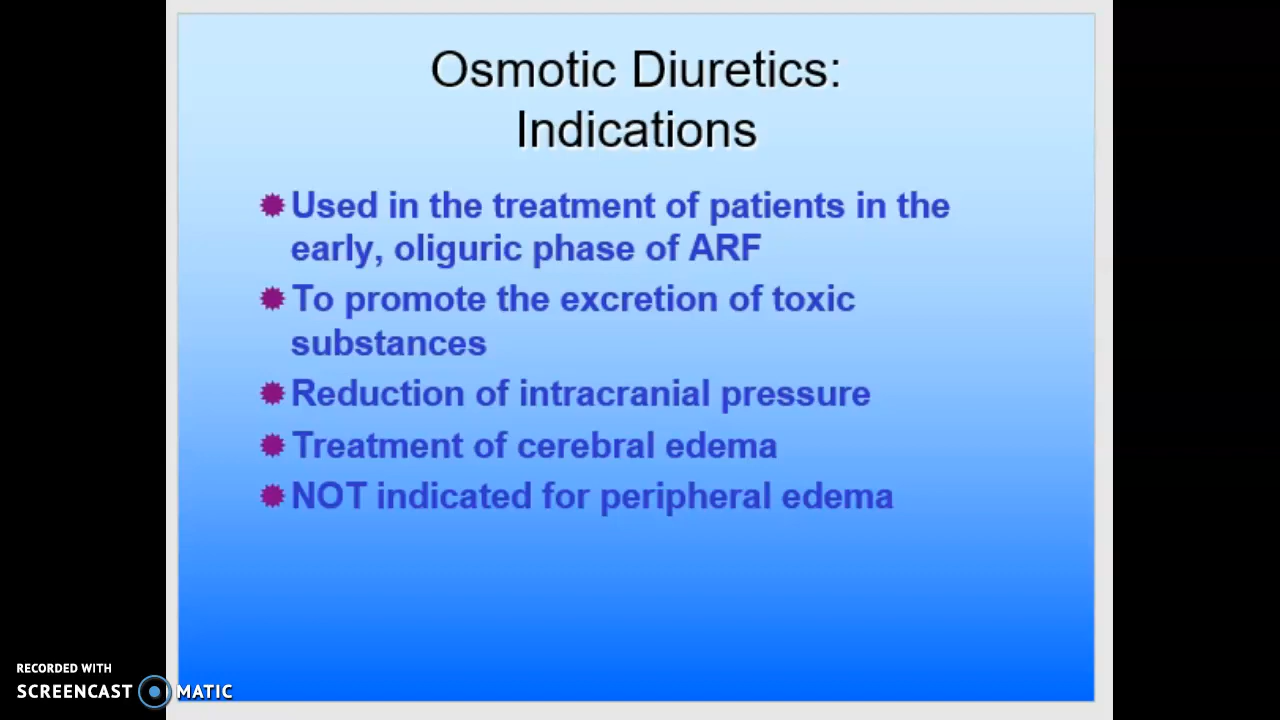 Osmotic Diuretics:
Indications
Used in the treatment of patients in the
early, oliguric phase of ARF
To promote the excretion of toxic
substances
Reduction of intracranial pressure
Treatment of cerebral edema
NOT indicated for peripheral edema
RECORDED WITH
SCREENCAST MATIC